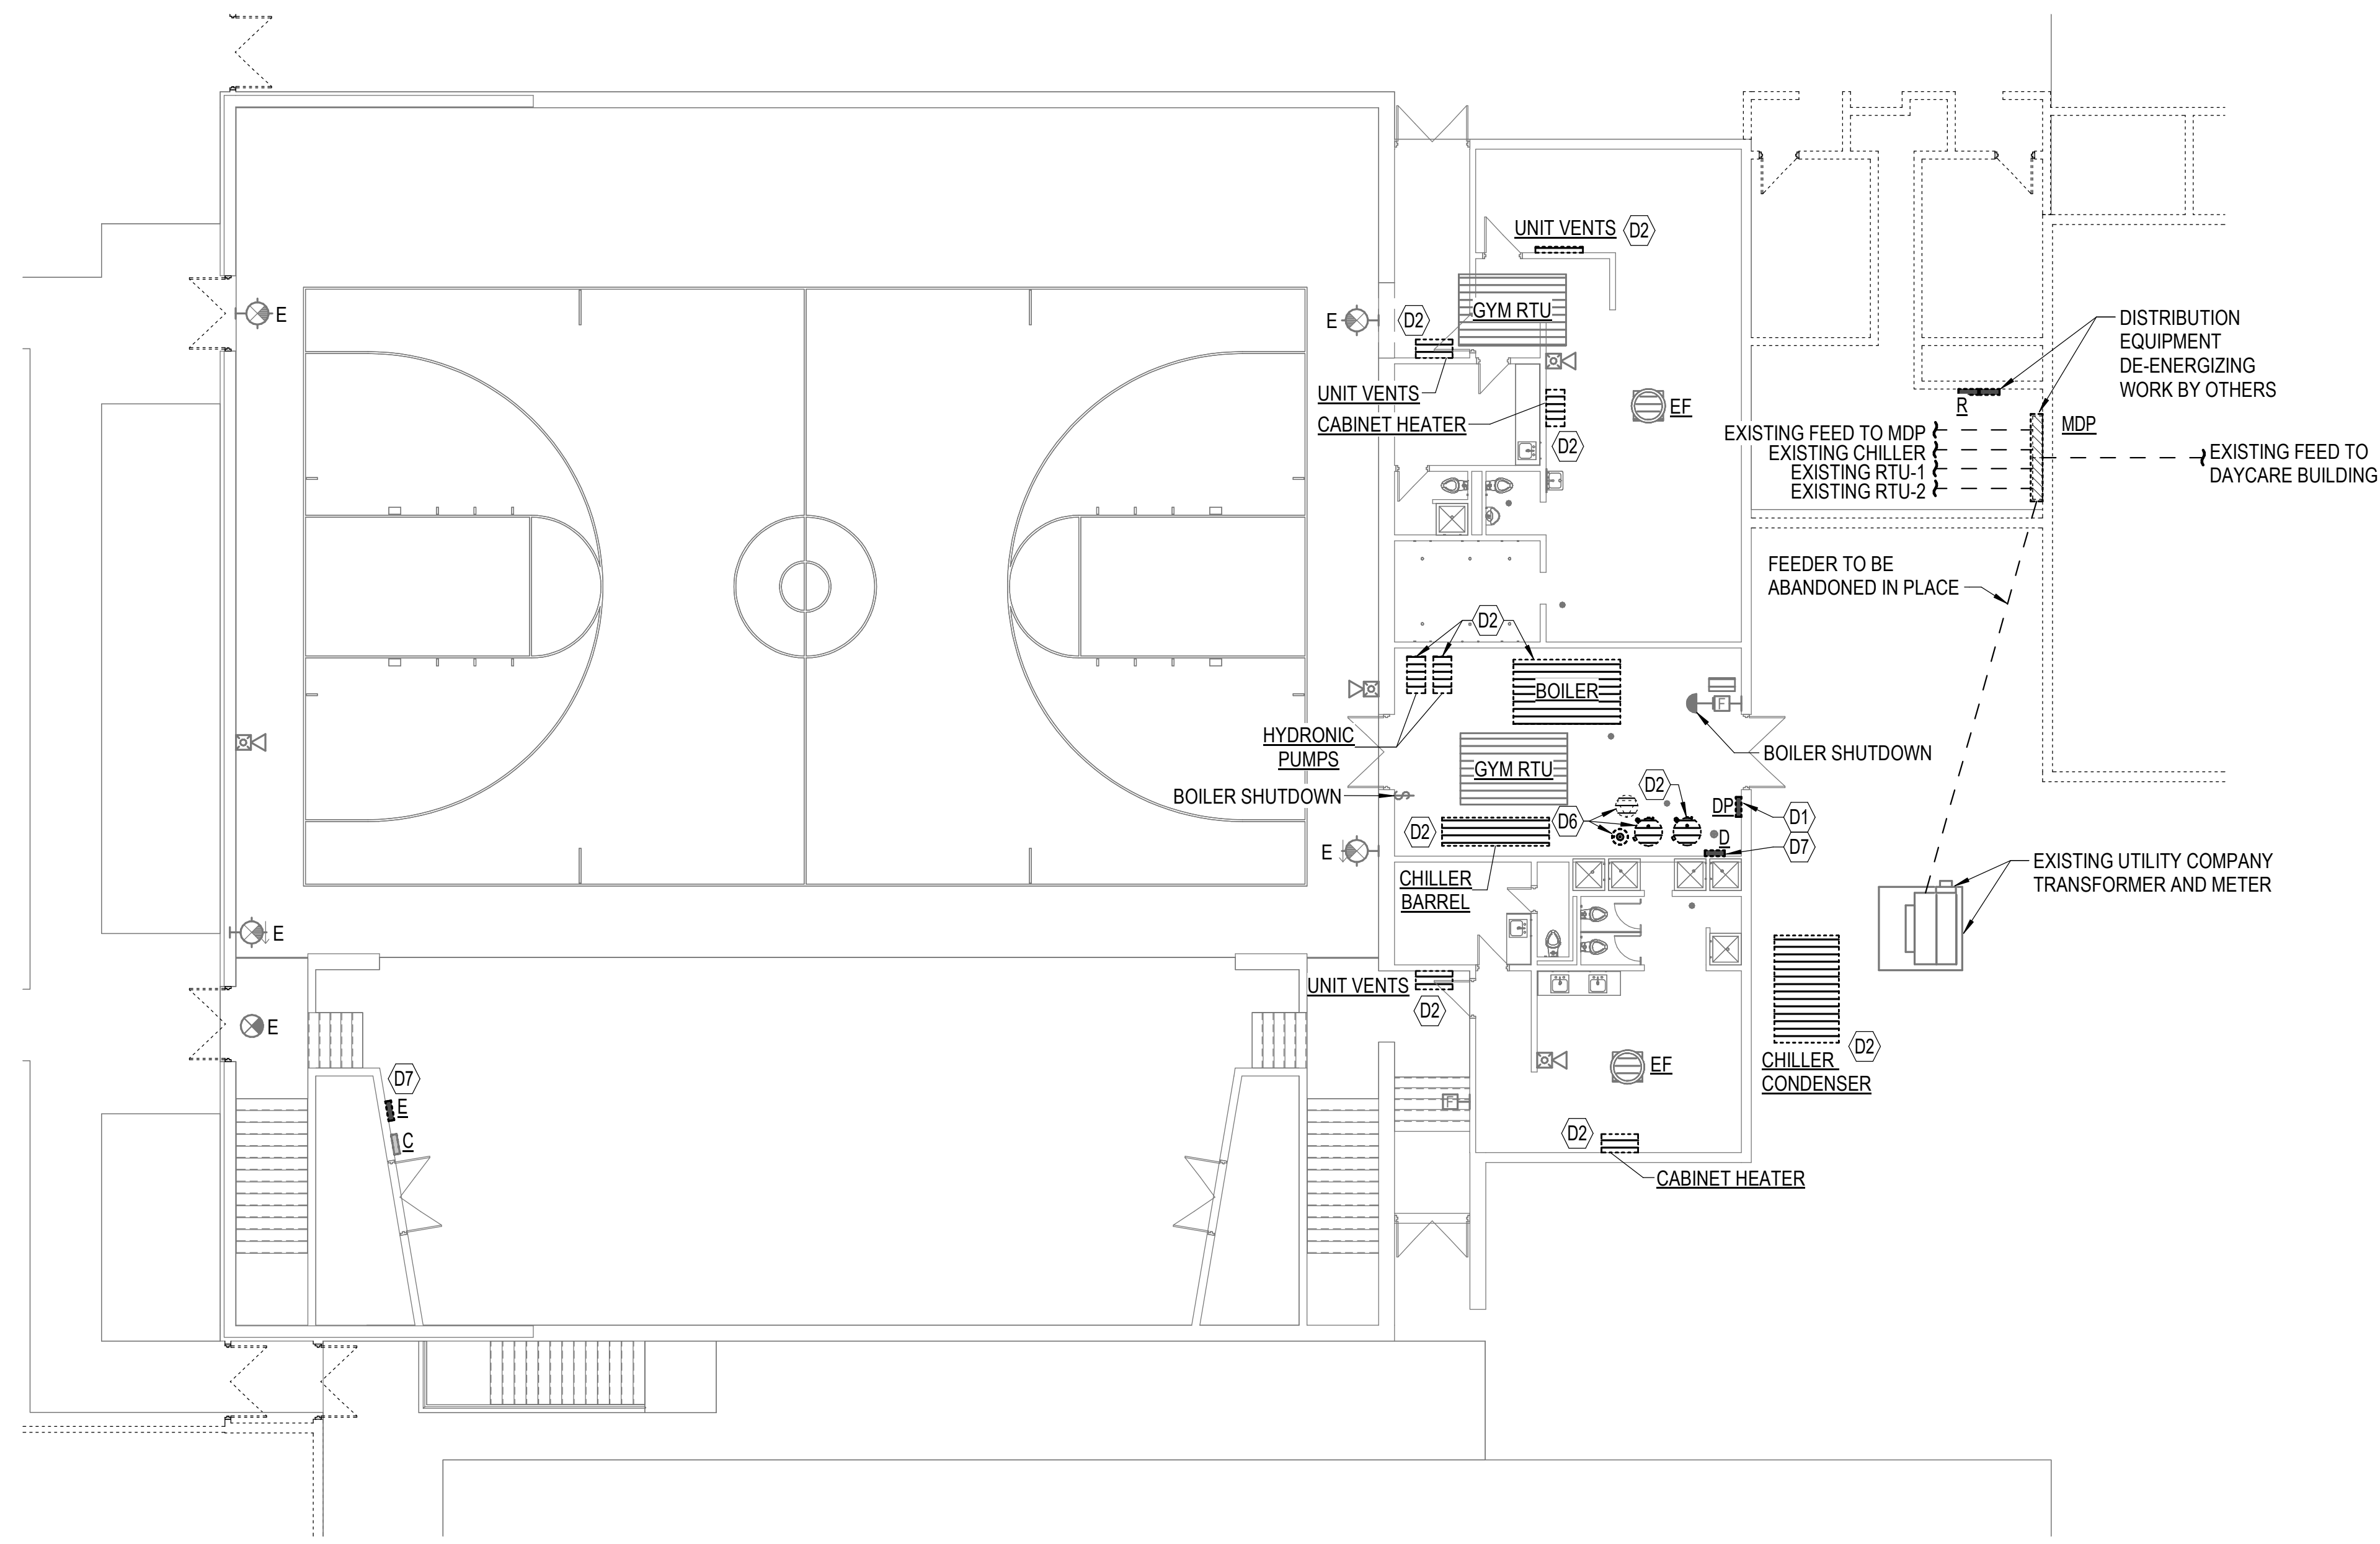 UNIT VENTS
D2
GYM RTU
E
E
D2
UNIT VENTS
CABINET HEATER
D2
EF
DISTRIBUTION
EQUIPMENT
DE-ENERGIZING
WORK BY OTHERS
R
MDP
EXISTING FEED TO MDP
EXISTING CHILLER
EXISTING RTU-1
EXISTING RTU-2
EXISTING FEED TO
DAYCARE BUILDING
FEEDER TO BE
ABANDONED IN PLACE
D2
BOILER
F
HYDRONIC
PUMPS
BOILER SHUTDOWN
GYM RTU
BOILER SHUTDOWN
S
D2
D6
D2
DP
D1
D
D7
E
CHILLER
BARREL
EXISTING UTILITY COMPANY
TRANSFORMER AND METER
E
UNIT VENTS
D2
E
D7
E
C
EF
F
D2
CHILLER
CONDENSER
D2
CABINET HEATER